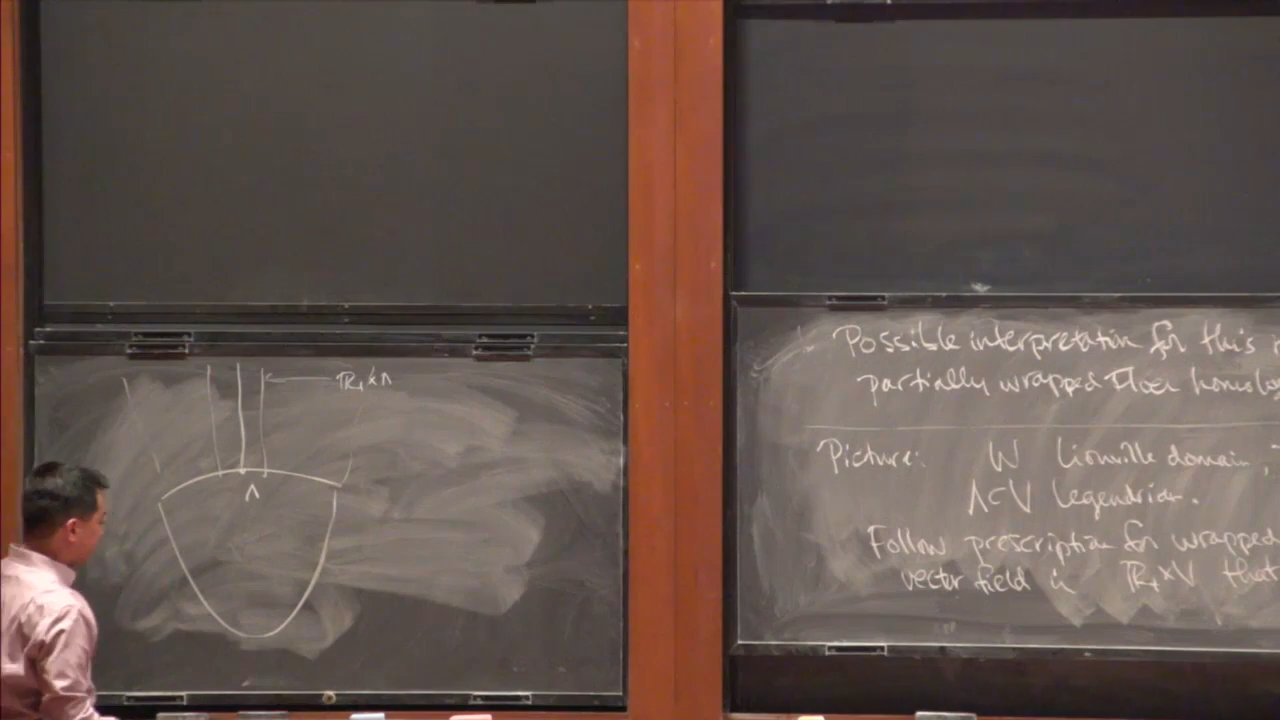 ℝ₊×Λ
Λ
Possible interpretation for this
partially wrapped Floer homolo
Picture: W Liouville domain,
Λ⊂V Legendrian.
Follow prescription for wrapped
vector field in ℝ₊×V that